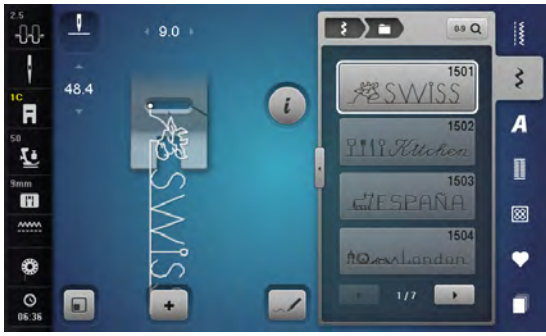 2.5
1C
50
9mm
06:36
9.0
48.4
i
SWISS
0-9
1501
SWISS
1502
Kitchen
1503
ESPAÑA
1504
London
1/7
A